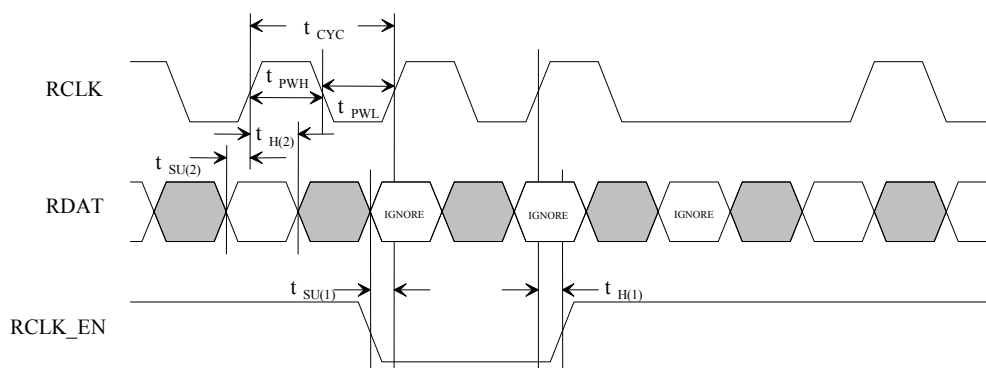 t CYC
RCLK
t PWH
t PWL
t H(2)
t SU(2)
RDAT
IGNORE
IGNORE
IGNORE
t SU(1)
t H(1)
RCLK_EN